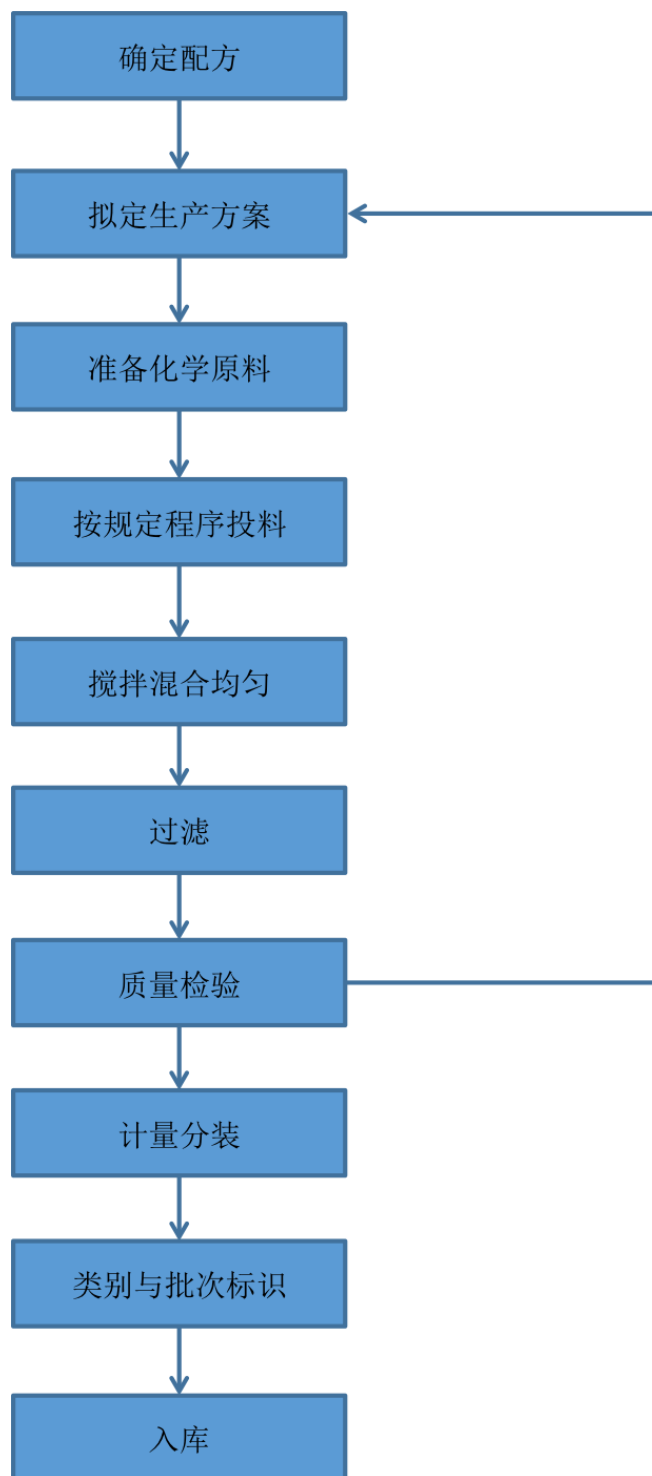 确定配方
拟定生产方案
准备化学原料
按规定程序投料
搅拌混合均匀
过滤
质量检验
计量分装
类别与批次标识
入库